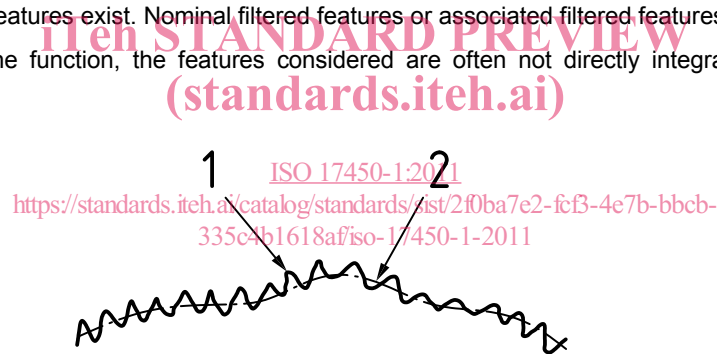 eatures exist. Nominal filtered features or associated filtered features
iTeh STANDARD PREVIEW
ne function, the features considered are often not directly integra
(standards.iteh.ai)
1 2
ISO 17450-1:2011
https://standards.iteh.ai/catalog/standards/sist/2f0ba7e2-fcf3-4e7b-bbcb-
335c4b1618af/iso-17450-1-2011